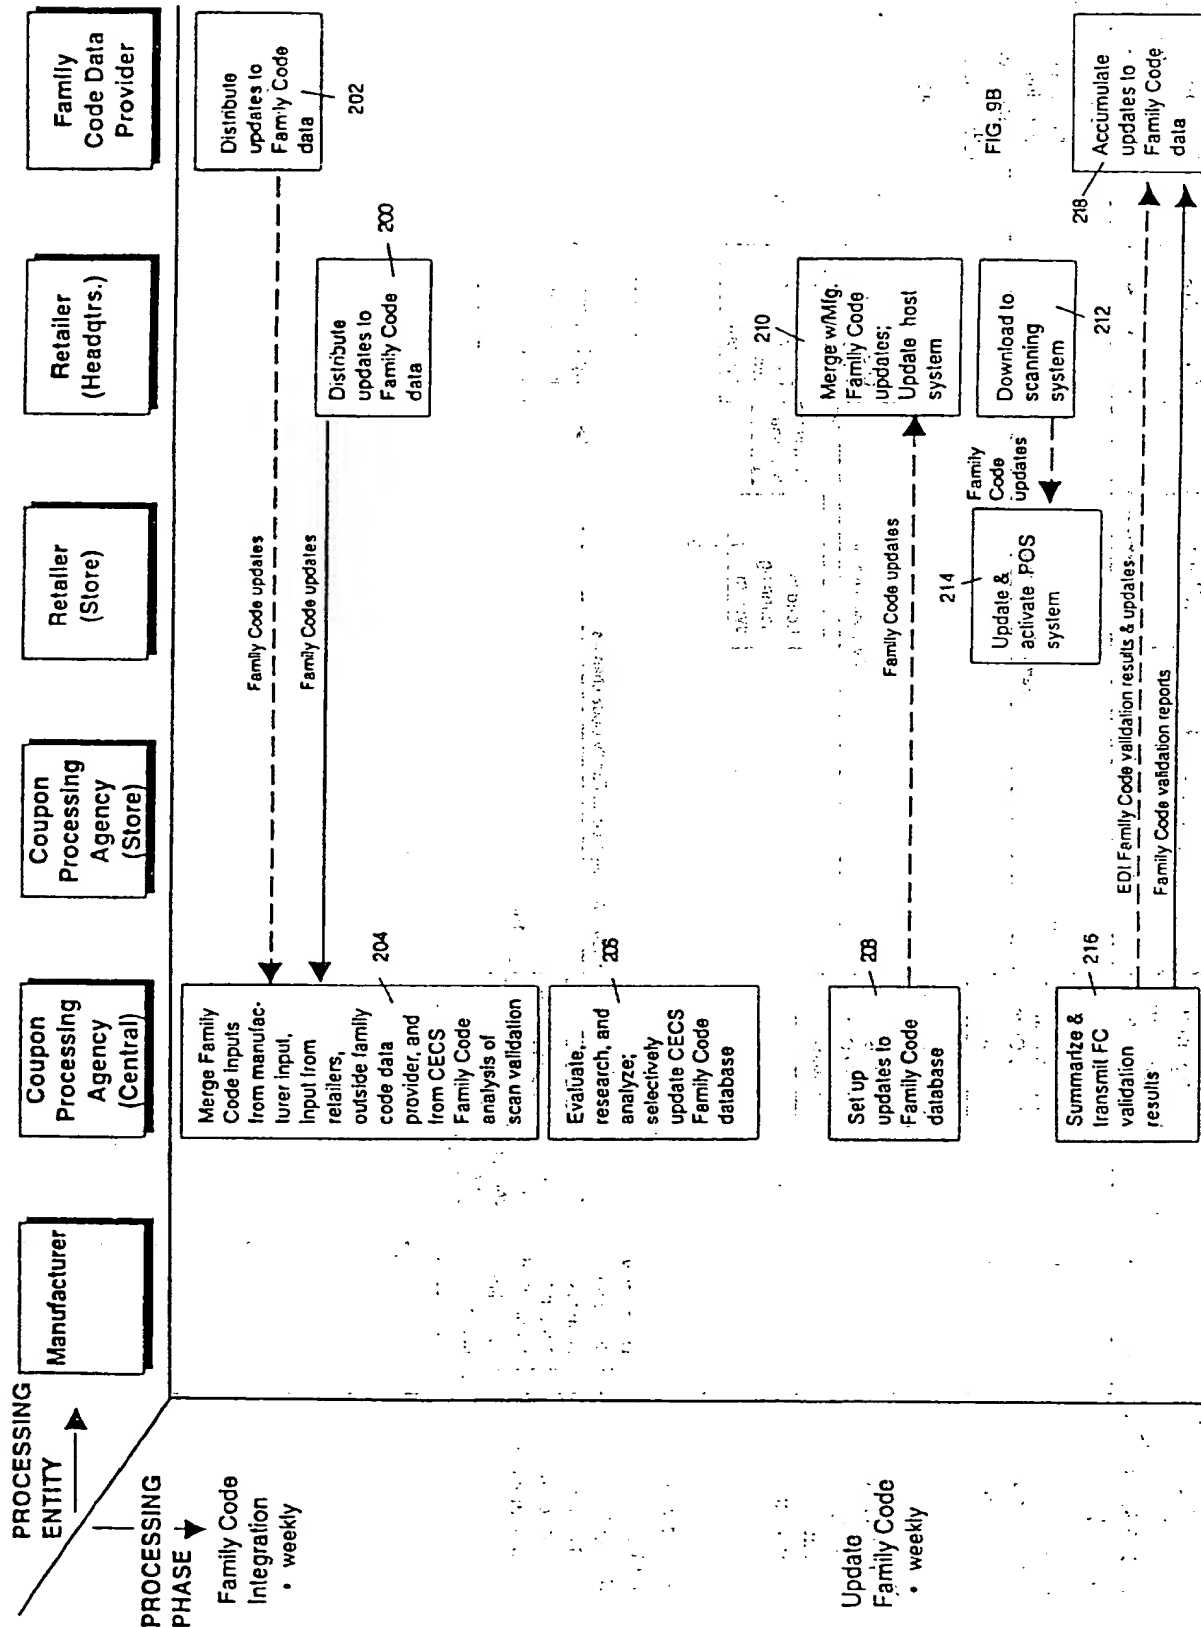 PROCESSING
ENTITY
PROCESSING
PHASE
Manufacturer
Coupon
Processing
Agency
(Central)
Coupon
Processing
Agency
(Store)
Retailer
(Store)
Retailer
(Headqtrs.)
Family
Code Data
Provider
Family Code
Integration
• weekly
Distribute
updates to
Family Code
data
202
Family Code updates
Distribute
updates to
Family Code
data
200
Family Code updates
Merge Family
Code Inputs
from manufac-
turer input,
Input from
retailers,
outside family
code data
provider, and
from CECS
Family Code
analysis of
scan validation
204
Evaluate,
research, and
analyze;
selectively
update CECS
Family Code
database
206
Update
Family Code
• weekly
Set up
updates to
Family Code
database
208
Family Code updates
210
Merge w/Mfg.
Family Code
updates;
Update host
system
Download to
scanning
system
212
Family
Code
updates
214
Update &
activate POS
system
FIG. 9B
216
Summarize &
transmit FC
validation
results
EDI Family Code validation results & updates
Family Code validation reports
218
Accumulate
updates to
Family Code
data